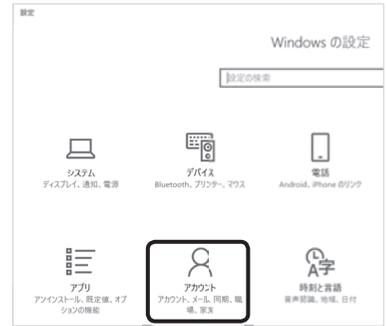 設定
Windows の設定
設定の検索
システム
ディスプレイ、通知、電源
デバイス
Bluetooth、プリンター、マウス
電話
Android、iPhone のリンク
アプリ
アンインストール、既定値、オプ
ションの機能
アカウント
アカウント、メール、同期、職
場、家族
時刻と言語
音声認識、地域、日付